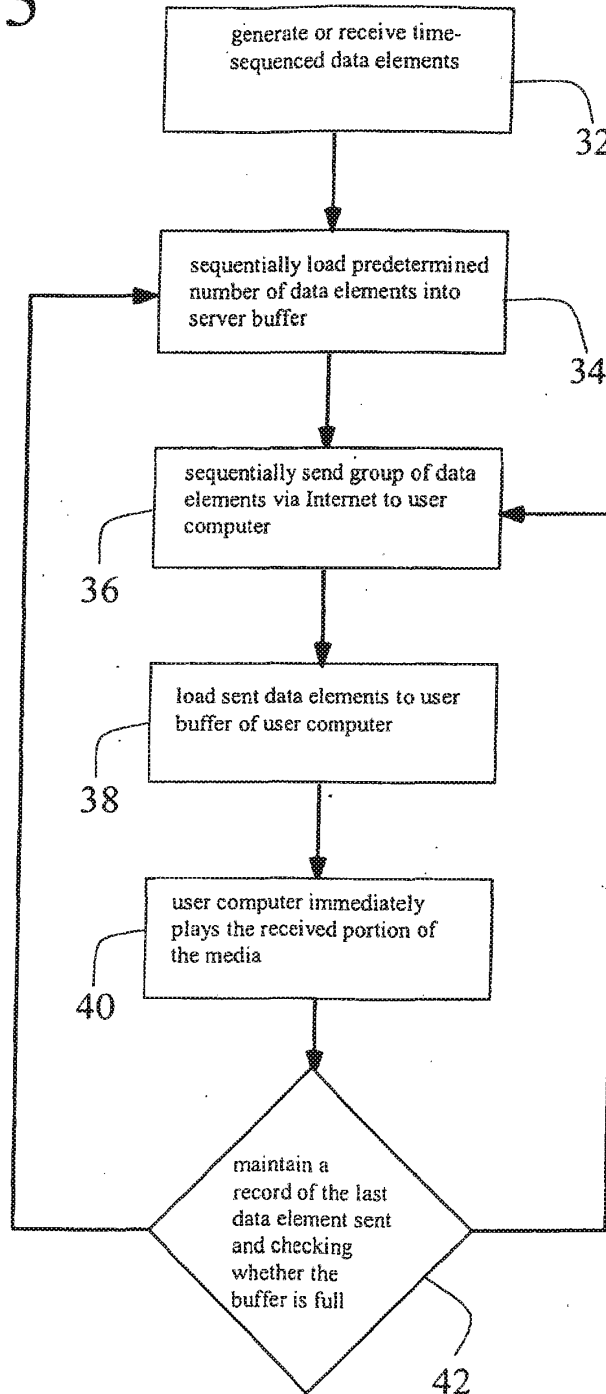 3
generate or receive time-
sequenced data elements
32
sequentially load predetermined
number of data elements into
server buffer
34
sequentially send group of data
elements via Internet to user
computer
36
load sent data elements to user
buffer of user computer
38
user computer immediately
plays the received portion of
the media
40
maintain a
record of the last
data element sent
and checking
whether the
buffer is full
42